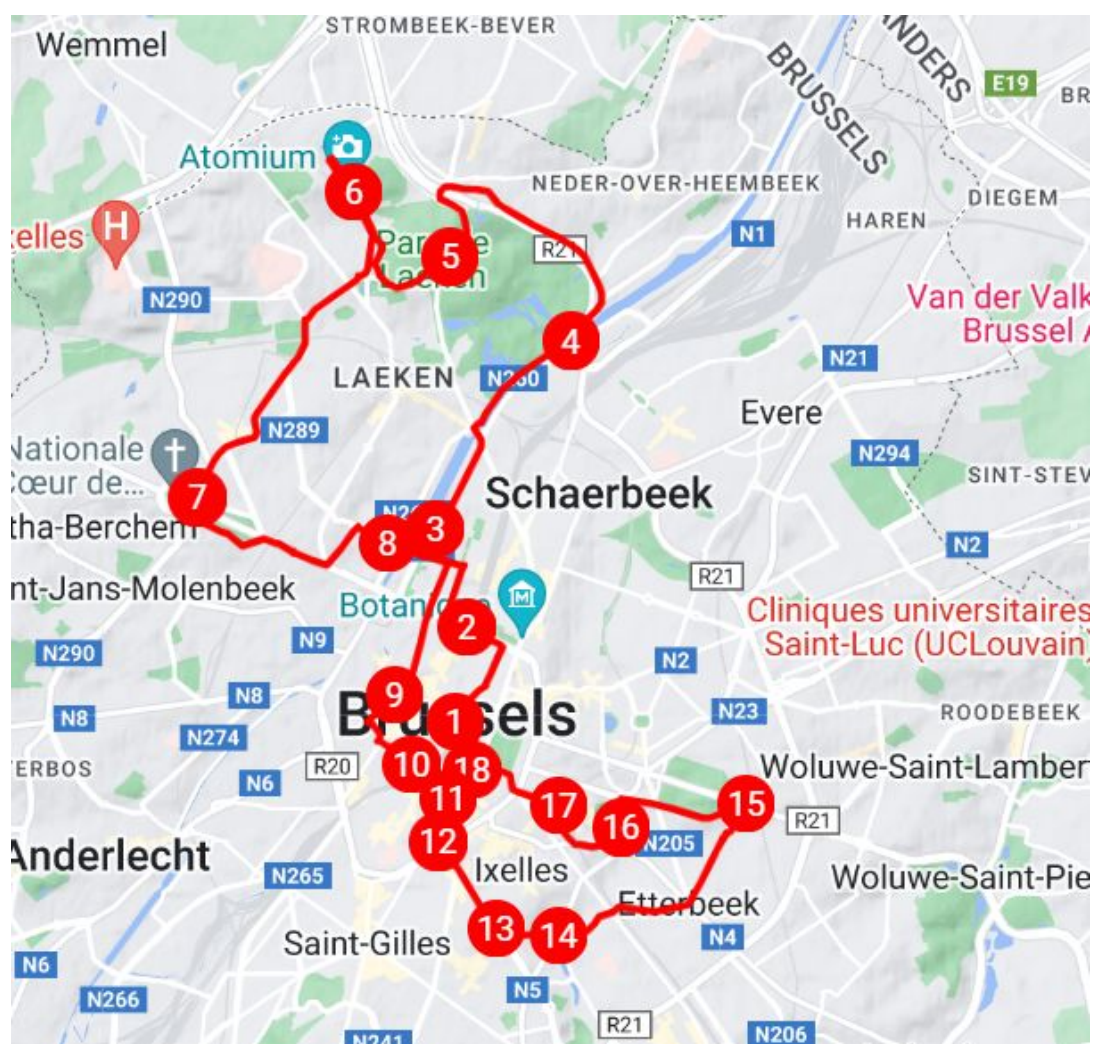 STROMBEEK-BEVER
Wemmel
ANDERS
BRUSSELS
E19
BR
Atomium
6
NEDER-OVER-HEEMBEEK
DIEGEM
HAREN
H
xelles
N1
R21
5
N290
Van der Valk
Brussel A
4
N21
LAEKEN
N260
Evere
N289
Nationale
Cœur de...
N294
SINT-STEV
7
Schaerbeek
tha-Berchem
8
3
N2
nt-Jans-Molenbeek
R21
Botanique
M
2
Cliniques universitaires
Saint-Luc (UCLouvain)
N9
N290
N2
N8
9
N8
Brussels
1
N23
ROODEBEEK
N274
TERBOS
R20
10
18
Woluwe-Saint-Lamber
N6
11
17
15
16
R21
12
N205
Anderlecht
N265
Ixelles
Woluwe-Saint-Pie
Etterbeek
13
14
Saint-Gilles
N4
N6
N266
N5
R21
N241
N206